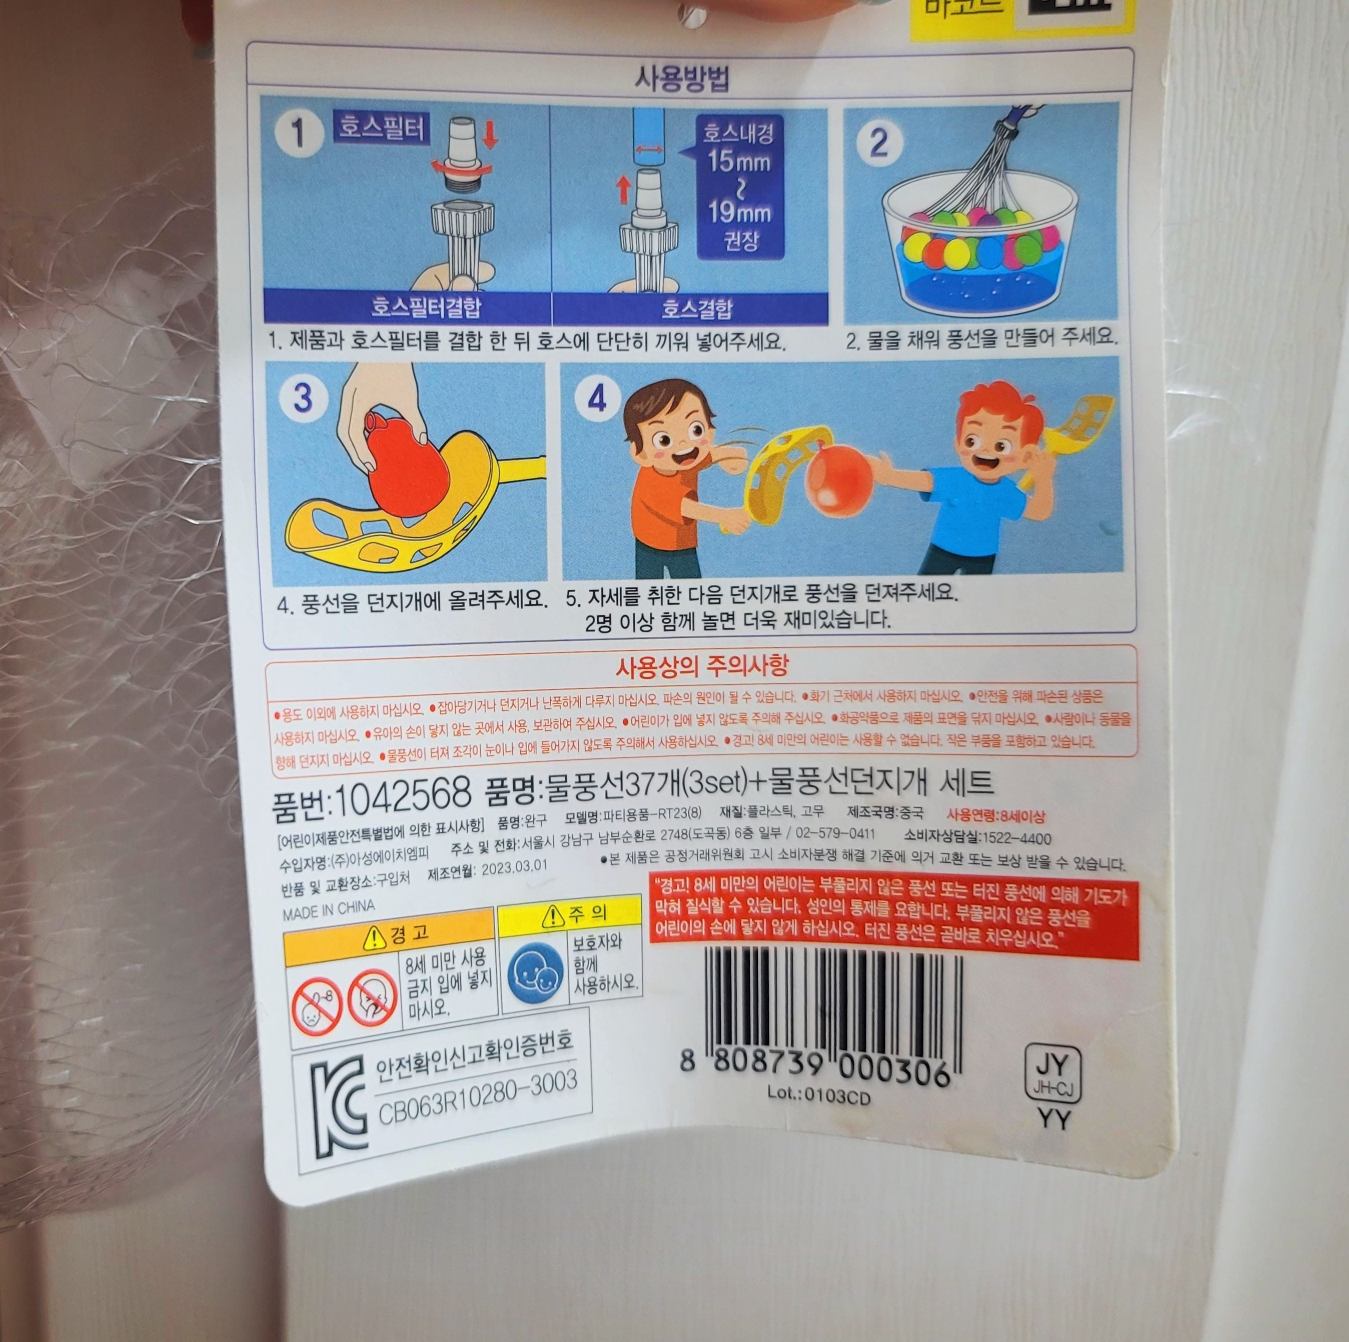 바코드
사용방법
1 호스필터
호스내경
15mm
~
19mm
권장
2
호스필터결합
호스결합
1. 제품과 호스필터를 결합 한 뒤 호스에 단단히 끼워 넣어주세요.
2. 물을 채워 풍선을 만들어 주세요.
3
4
4. 풍선을 던지개에 올려주세요.
5. 자세를 취한 다음 던지개로 풍선을 던져주세요.
2명 이상 함께 놀면 더욱 재미있습니다.
사용상의 주의사항
●용도 이외에 사용하지 마십시오. ●잡아당기거나 던지거나 난폭하게 다루지 마십시오. 파손의 원인이 될 수 있습니다. ●화기 근처에서 사용하지 마십시오. ●안전을 위해 파손된 상품은
사용하지 마십시오. ●유아의 손이 닿지 않는 곳에서 사용, 보관하여 주십시오. ●어린이가 입에 넣지 않도록 주의해 주십시오. ●화공약품으로 제품의 표면을 닦지 마십시오. ●사람이나 동물을
향해 던지지 마십시오. ●물풍선이 터져 조각이 눈이나 입에 들어가지 않도록 주의해서 사용하십시오. ●경고! 8세 미만의 어린이는 사용할 수 없습니다. 작은 부품을 포함하고 있습니다.
품번:1042568 품명:물풍선37개(3set)+물풍선던지개 세트
[어린이제품안전특별법에 의한 표시사항] 품명:완구 모델명:파티용품-RT23(8) 재질:플라스틱, 고무 제조국명:중국 사용연령:8세이상
수입자명:(주)아성에이치엠피 주소 및 전화:서울시 강남구 남부순환로 2748(도곡동) 6층 일부 / 02-579-0411 소비자상담실:1522-4400
반품 및 교환장소:구입처 제조연월: 2023.03.01 ●본 제품은 공정거래위원회 고시 소비자분쟁 해결 기준에 의거 교환 또는 보상 받을 수 있습니다.
MADE IN CHINA
"경고! 8세 미만의 어린이는 부풀리지 않은 풍선 또는 터진 풍선에 의해 기도가
막혀 질식할 수 있습니다. 성인의 통제를 요합니다. 부풀리지 않은 풍선을
어린이의 손에 닿지 않게 하십시오. 터진 풍선은 곧바로 치우십시오."
경고
0-8
8세 미만 사용
금지 입에 넣지
마시오.
주의
보호자와
함께
사용하시오.
안전확인신고확인증번호
CB063R10280-3003
8 808739 000306
Lot.:0103CD
JY
JH-CJ
YY